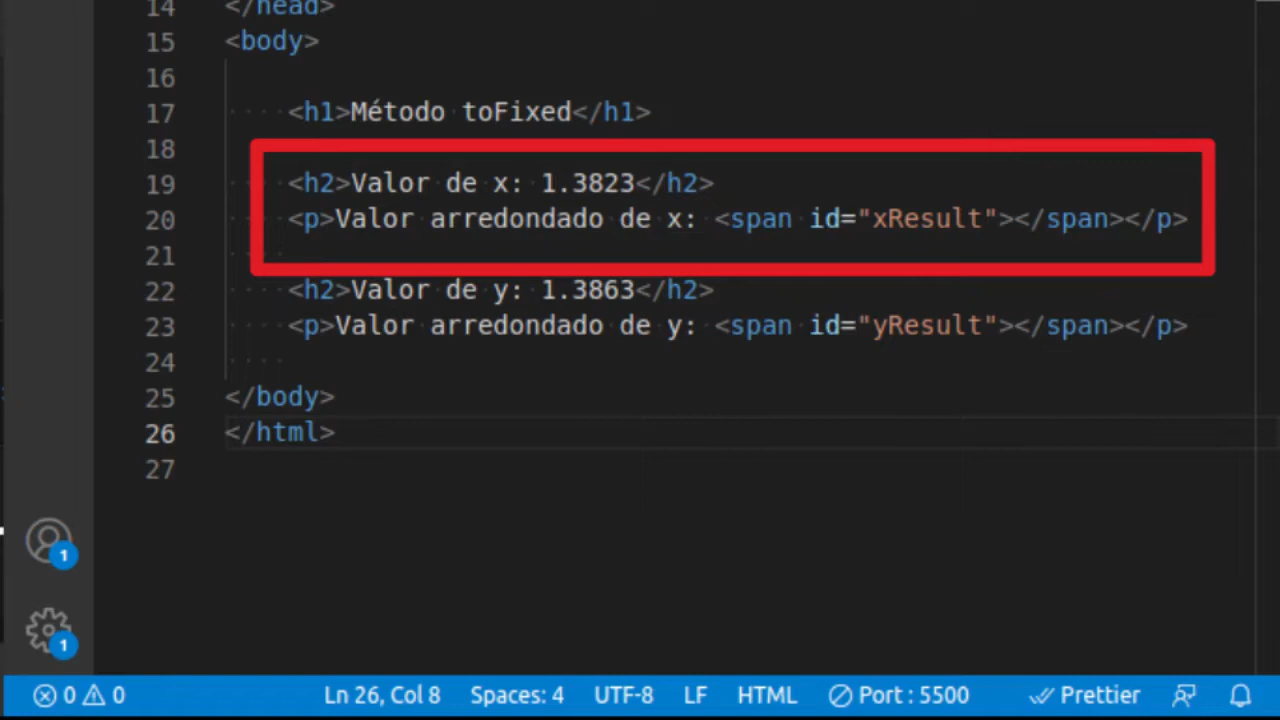 14 </head>
15 <body>
16
17 <h1>Método toFixed</h1>
18
19 <h2>Valor de x: 1.3823</h2>
20 <p>Valor arredondado de x: <span id="xResult"></span></p>
21
22 <h2>Valor de y: 1.3863</h2>
23 <p>Valor arredondado de y: <span id="yResult"></span></p>
24
25 </body>
26 </html>
27
1
1
0 0 Ln 26, Col 8 Spaces: 4 UTF-8 LF HTML Port : 5500 Prettier